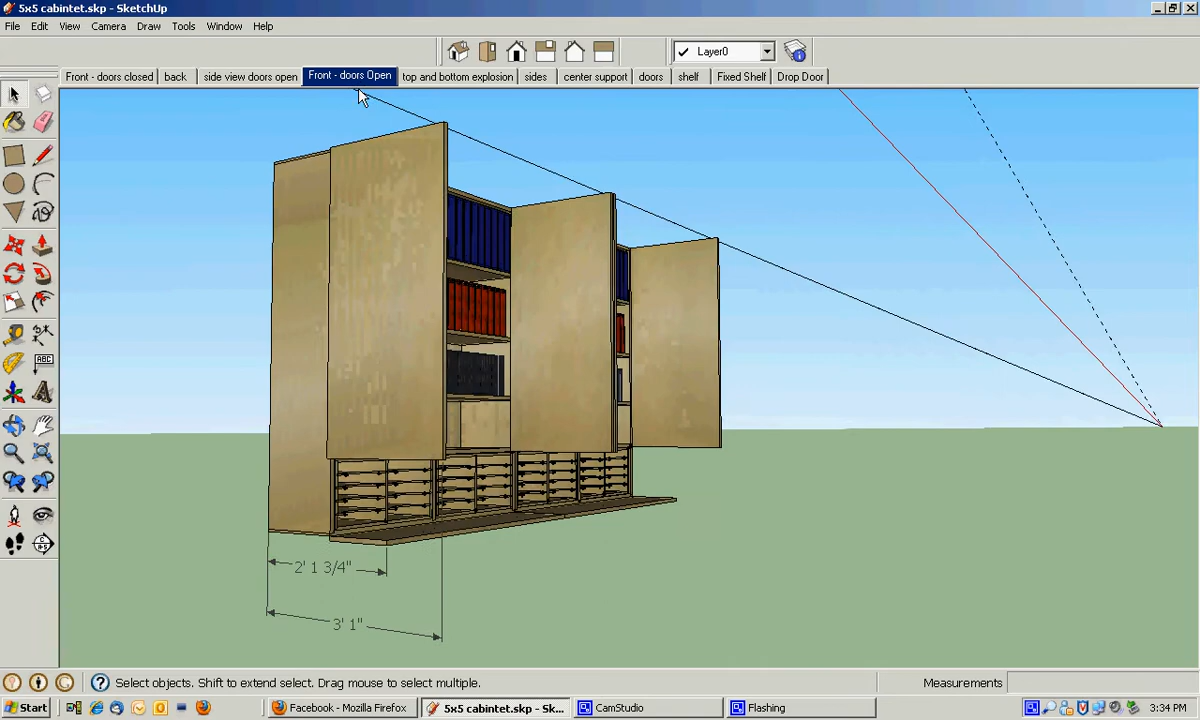 5x5 cabintet.skp - SketchUp
File Edit View Camera Draw Tools Window Help
Layer0
Front - doors closed back side view doors open Front - doors Open top and bottom explosion sides center support doors shelf Fixed Shelf Drop Door
ABC
2' 1 3/4"
3' 1"
Select objects. Shift to extend select. Drag mouse to select multiple.
Measurements
Start
Facebook - Mozilla Firefox
5x5 cabintet.skp - Sk...
CamStudio
Flashing
3:34 PM